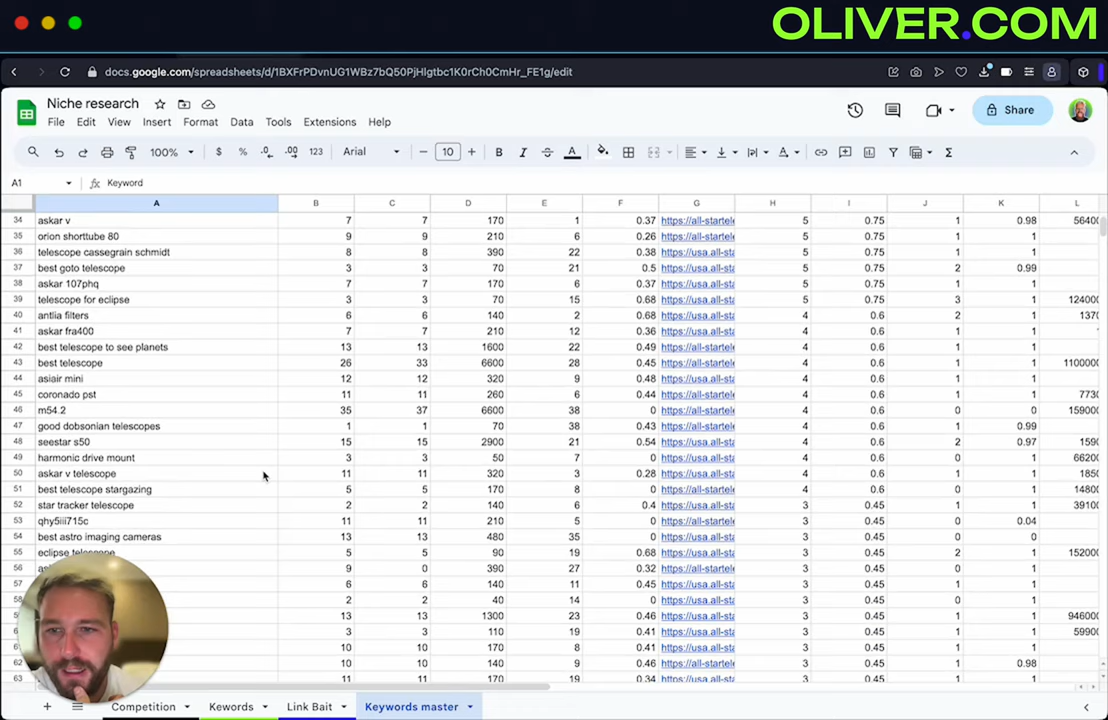 OLIVER.COM
docs.google.com/spreadsheets/d/1BXFrPDvnUG1WBz7bQ50PjHlgtbc1K0rCh0CmHr_FE1g/edit
Niche research
Share
File Edit View Insert Format Data Tools Extensions Help
100% $ % .0 .00 123 Arial − 10 + B I A Σ
A1 fx Keyword
A B C D E F G H I J K L
34 askar v 7 7 170 1 0.37 https://all-startele 5 0.75 1 0.98 56400
35 orion shorttube 80 9 9 210 6 0.26 https://usa.all-sta 5 0.75 1 1
36 telescope cassegrain schmidt 8 8 390 22 0.38 https://usa.all-sta 5 0.75 1 1
37 best goto telescope 3 3 70 21 0.5 https://usa.all-sta 5 0.75 2 0.99
38 askar 107phq 7 7 170 6 0.37 https://usa.all-sta 5 0.75 1 1
39 telescope for eclipse 3 3 70 15 0.68 https://usa.all-sta 5 0.75 3 1 124000
40 antlia filters 6 6 140 2 0.68 https://usa.all-sta 4 0.6 2 1 1370
41 askar fra400 7 7 210 12 0.36 https://usa.all-sta 4 0.6 1 1
42 best telescope to see planets 13 13 1600 22 0.49 https://all-startele 4 0.6 1 1
43 best telescope 26 33 6600 28 0.45 https://all-startele 4 0.6 1 1 1100000
44 asiair mini 12 12 320 9 0.48 https://usa.all-sta 4 0.6 1 1
45 coronado pst 11 11 260 6 0.44 https://usa.all-sta 4 0.6 1 1 7730
46 m54.2 35 37 6600 38 0 https://usa.all-sta 4 0.6 0 0 159000
47 good dobsonian telescopes 1 1 70 38 0.43 https://usa.all-sta 4 0.6 1 0.99
48 seestar s50 15 15 2900 21 0.54 https://usa.all-sta 4 0.6 2 0.97 1590
49 harmonic drive mount 3 3 50 7 0 https://usa.all-sta 4 0.6 0 1 66200
50 askar v telescope 11 11 320 3 0.28 https://usa.all-sta 4 0.6 1 1 1850
51 best telescope stargazing 5 5 170 8 0 https://all-startele 4 0.6 0 1 14800
52 star tracker telescope 2 2 140 6 0.4 https://usa.all-sta 3 0.45 1 1 39100
53 qhy5iii715c 11 11 210 5 0 https://usa.all-sta 3 0.45 0 0.04
54 best astro imaging cameras 13 13 480 35 0 https://usa.all-sta 3 0.45 0 0
55 eclipse telescope 5 5 90 19 0.68 https://usa.all-sta 3 0.45 2 1 152000
56 9 0 390 27 0.32 https://usa.all-sta 3 0.45 1 1
57 6 6 140 11 0.45 https://usa.all-sta 3 0.45 1 1
58 2 2 40 14 0 https://usa.all-sta 3 0.45 0 1
13 13 1300 23 0.46 https://usa.all-sta 3 0.45 1 1 946000
3 3 110 19 0.41 https://usa.all-sta 3 0.45 1 1 59900
10 10 170 8 0.41 https://usa.all-sta 3 0.45 1 1
62 10 10 140 9 0.46 https://usa.all-sta 3 0.45 1 0.98
63 11 11 170 19 0.34 https://usa.all-sta 3 0.45 1 1
Competition Kewords Link Bait Keywords master